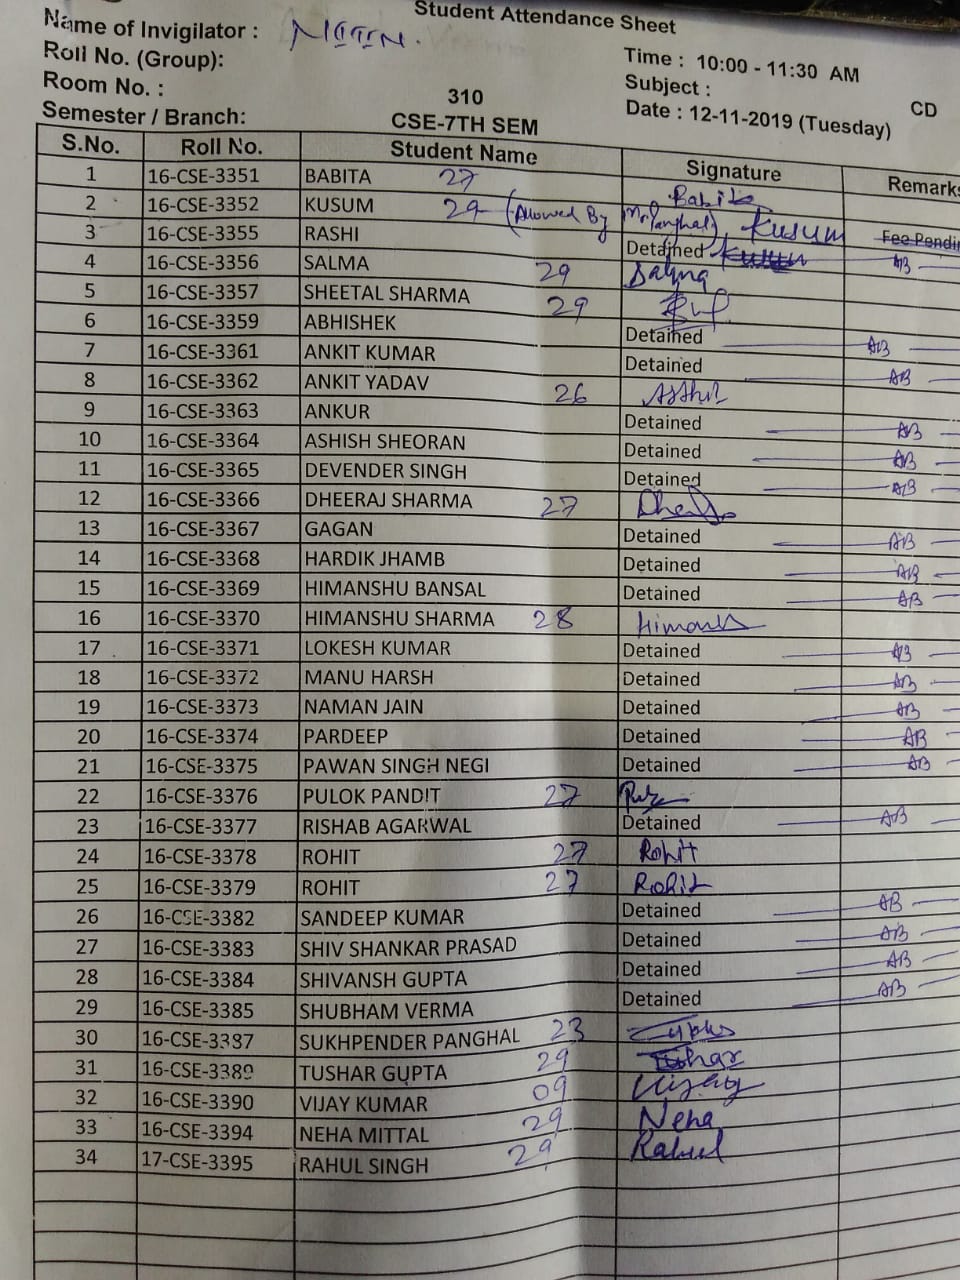 Student Attendance Sheet
Name of Invigilator : NITIN.
Time : 10:00 - 11:30 AM
Roll No. (Group):
Subject : CD
Room No. : 310
Date : 12-11-2019 (Tuesday)
Semester / Branch: CSE-7TH SEM
S.No. Roll No. Student Name Signature Remarks
1 16-CSE-3351 BABITA 27 Babita
2 16-CSE-3352 KUSUM 29 (Allowed By Mr. Panghal), Kusum Fee Pendin
3 16-CSE-3355 RASHI Detained AB
4 16-CSE-3356 SALMA 29 Salma
5 16-CSE-3357 SHEETAL SHARMA 29
6 16-CSE-3359 ABHISHEK Detained AB
7 16-CSE-3361 ANKIT KUMAR Detained AB
8 16-CSE-3362 ANKIT YADAV 26
9 16-CSE-3363 ANKUR Detained AB
10 16-CSE-3364 ASHISH SHEORAN Detained AB
11 16-CSE-3365 DEVENDER SINGH Detained AB
12 16-CSE-3366 DHEERAJ SHARMA 27
13 16-CSE-3367 GAGAN Detained AB
14 16-CSE-3368 HARDIK JHAMB Detained AB
15 16-CSE-3369 HIMANSHU BANSAL Detained AB
16 16-CSE-3370 HIMANSHU SHARMA 28
17 16-CSE-3371 LOKESH KUMAR Detained AB
18 16-CSE-3372 MANU HARSH Detained AB
19 16-CSE-3373 NAMAN JAIN Detained AB
20 16-CSE-3374 PARDEEP Detained AB
21 16-CSE-3375 PAWAN SINGH NEGI Detained AB
22 16-CSE-3376 PULOK PANDIT 27
23 16-CSE-3377 RISHAB AGARWAL Detained AB
24 16-CSE-3378 ROHIT 27 Rohit
25 16-CSE-3379 ROHIT 27 Rohit
26 16-CSE-3382 SANDEEP KUMAR Detained AB
27 16-CSE-3383 SHIV SHANKAR PRASAD Detained AB
28 16-CSE-3384 SHIVANSH GUPTA Detained AB
29 16-CSE-3385 SHUBHAM VERMA Detained AB
30 16-CSE-3387 SUKHPENDER PANGHAL 23
31 16-CSE-3389 TUSHAR GUPTA 29 Tushar
32 16-CSE-3390 VIJAY KUMAR 09 Vijay
33 16-CSE-3394 NEHA MITTAL 29 Neha
34 17-CSE-3395 RAHUL SINGH 29 Rahul